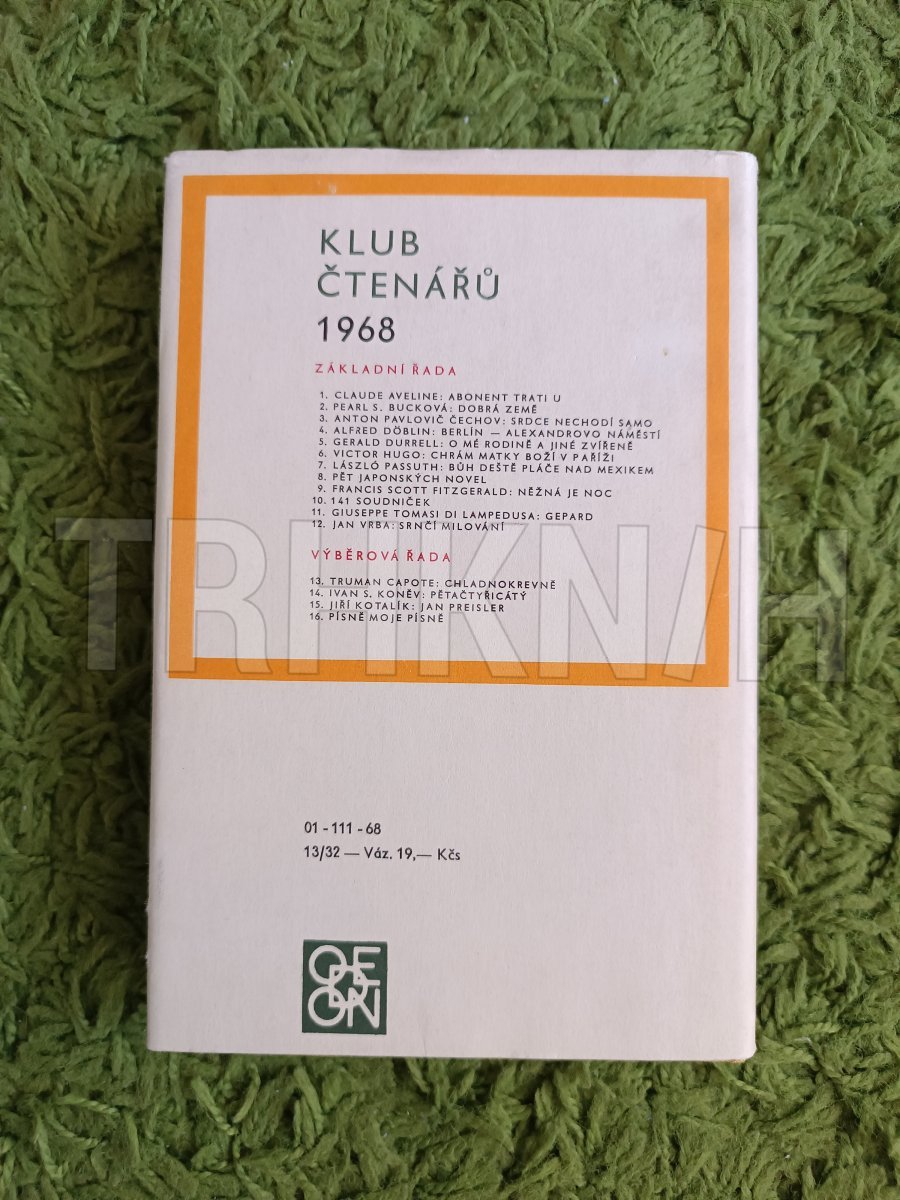 KLUB
ČTENÁŘŮ
1968
ZÁKLADNÍ ŘADA
1. CLAUDE AVELINE: ABONENT TRATI U
2. PEARL S. BUCKOVÁ: DOBRÁ ZEMĚ
3. ANTON PAVLOVIČ ČECHOV: SRDCE NECHODÍ SAMO
4. ALFRED DÖBLIN: BERLÍN — ALEXANDROVO NÁMĚSTÍ
5. GERALD DURRELL: O MÉ RODINĚ A JINÉ ZVÍŘENĚ
6. VICTOR HUGO: CHRÁM MATKY BOŽÍ V PAŘÍŽI
7. LÁSZLÓ PASSUTH: BŮH DEŠTĚ PLÁČE NAD MEXIKEM
8. PĚT JAPONSKÝCH NOVEL
9. FRANCIS SCOTT FITZGERALD: NĚŽNÁ JE NOC
10. 141 SOUDNIČEK
11. GIUSEPPE TOMASI DI LAMPEDUSA: GEPARD
12. JAN VRBA: SRNČÍ MILOVÁNÍ
VÝBĚROVÁ ŘADA
13. TRUMAN CAPOTE: CHLADNOKREVNĚ
14. IVAN S. KONĚV: PĚTAČTYŘICÁTÝ
15. JIŘÍ KOTALÍK: JAN PREISLER
16. PÍSNĚ MOJE PÍSNĚ
TRHKNIH
01 - 111 - 68
13/32 — Váz. 19,— Kčs
ODEON